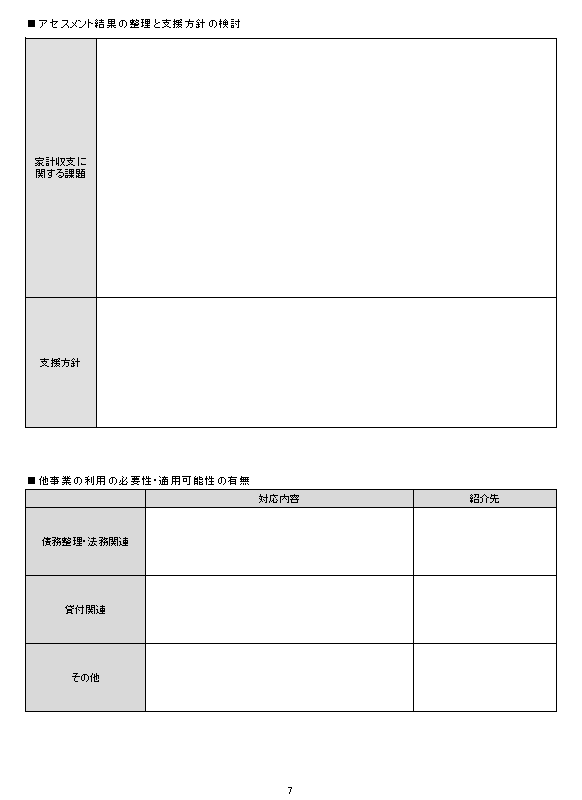 ■アセスメント結果の整理と支援方針の検討
家計収支に
関する課題
支援方針
■他事業の利用の必要性・適用可能性の有無
対応内容 紹介先
債務整理・法務関連
貸付関連
その他
7